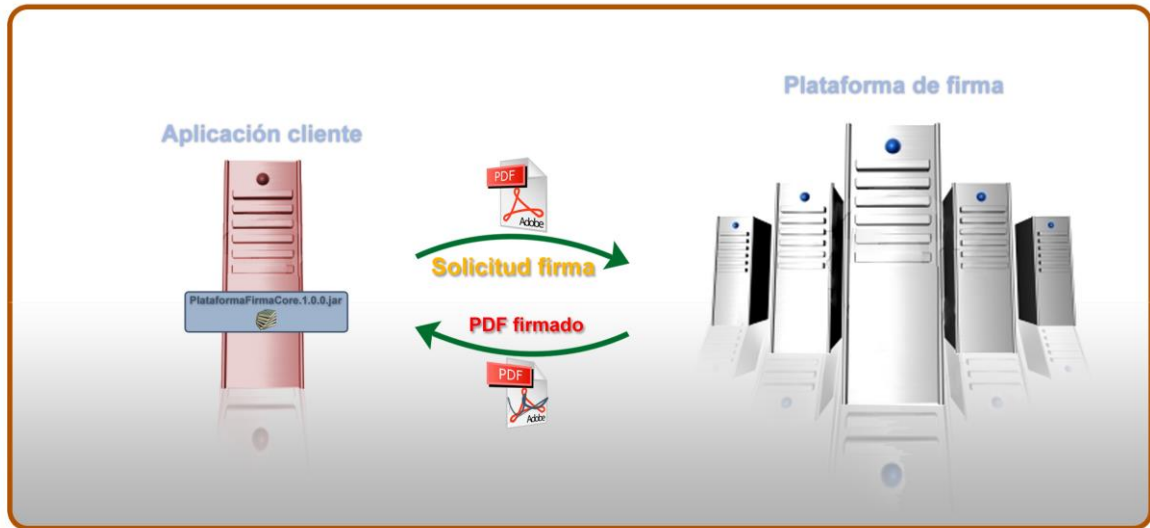 Plataforma de firma
Aplicación cliente
PDF
Adobe
Solicitud firma
PlataformaFirmaCore.1.0.0.jar
PDF firmado
PDF
Adobe